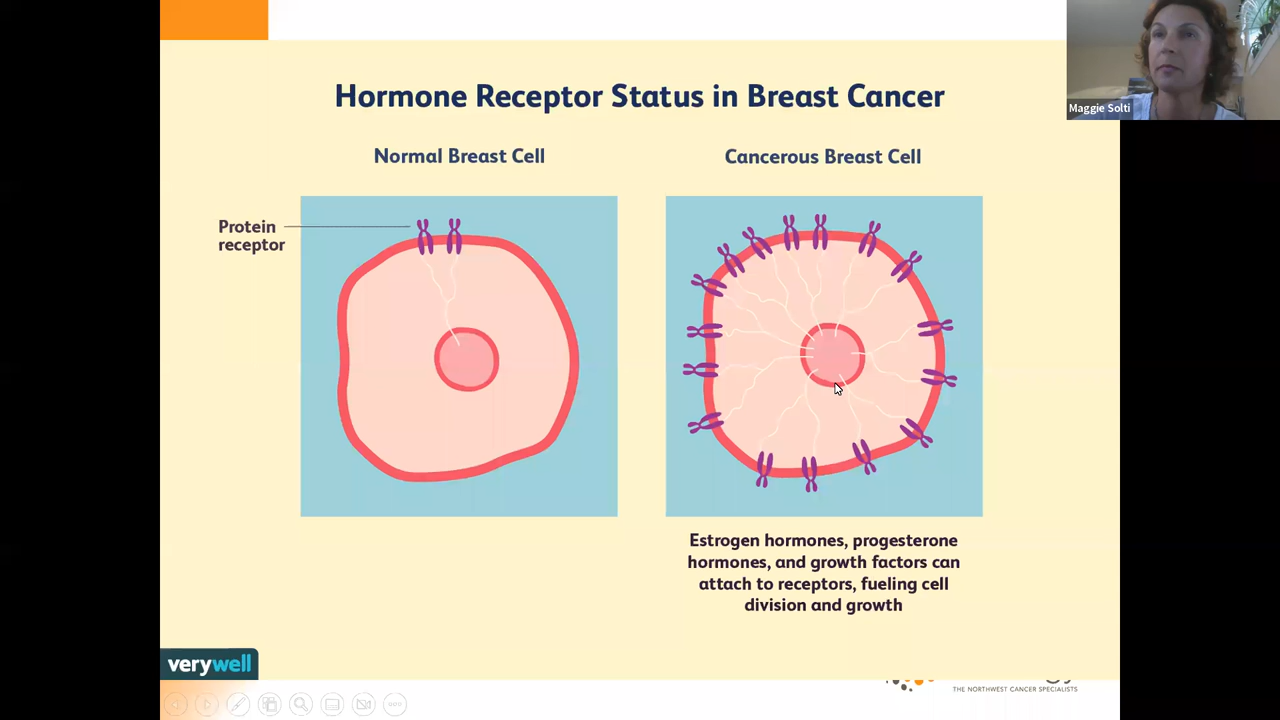 Hormone Receptor Status in Breast Cancer
Maggie Solti
Normal Breast Cell
Cancerous Breast Cell
Protein
receptor
Estrogen hormones, progesterone
hormones, and growth factors can
attach to receptors, fueling cell
division and growth
verywell
THE NORTHWEST CANCER SPECIALISTS